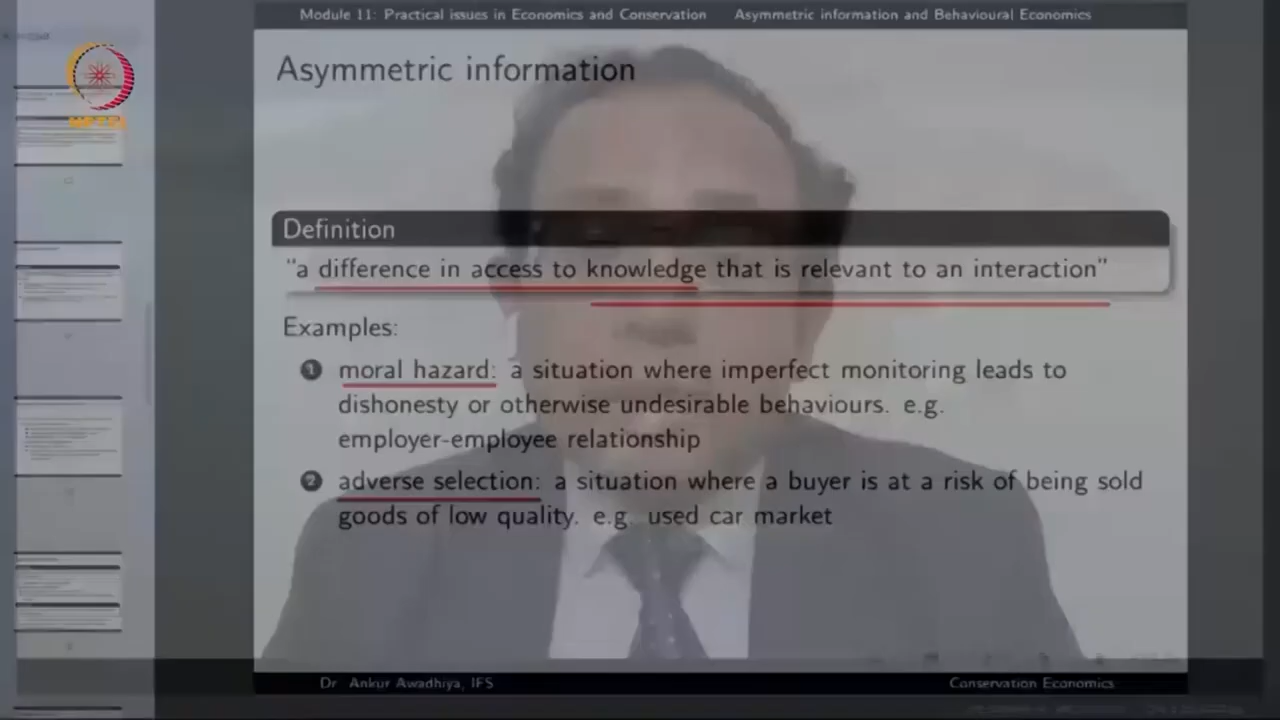 Module 11: Practical issues in Economics and Conservation Asymmetric information and Behavioural Economics
Asymmetric information
Definition
"a difference in access to knowledge that is relevant to an interaction"
Examples:
1 moral hazard: a situation where imperfect monitoring leads to
dishonesty or otherwise undesirable behaviours. e.g.
employer-employee relationship
2 adverse selection: a situation where a buyer is at a risk of being sold
goods of low quality. e.g. used car market
Dr Ankur Awadhiya, IFS Conservation Economics